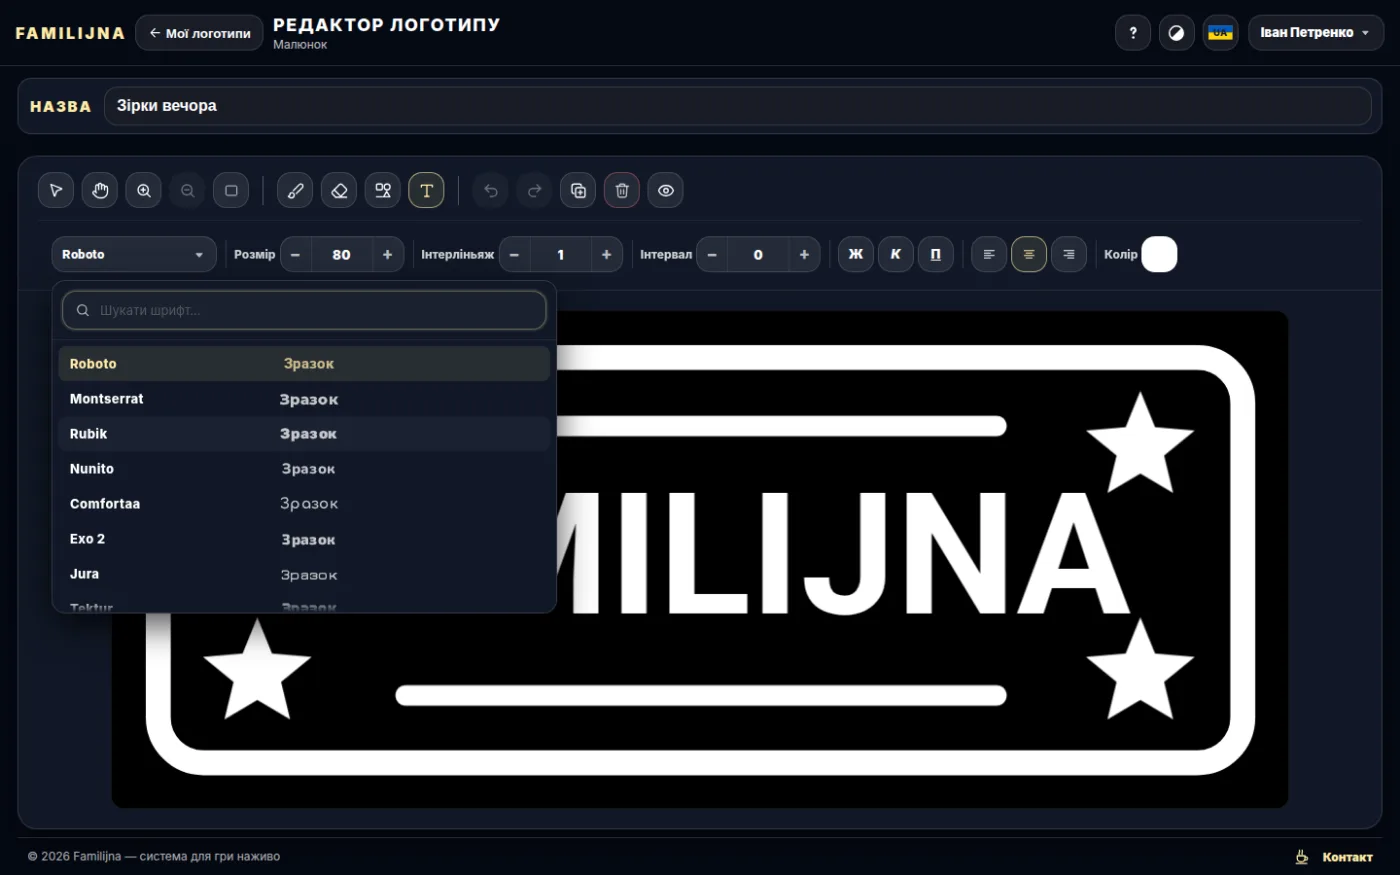 FAMILIJNA
← Мої логотипи
РЕДАКТОР ЛОГОТИПУ
Малюнок
?
UA
Іван Петренко
НАЗВА
Зірки вечора
T
Roboto
Розмір
− 80 +
Інтерліньяж
− 1 +
Інтервал
− 0 +
Ж
К
П
Колір
Шукати шрифт...
Roboto Зразок
Montserrat Зразок
Rubik Зразок
Nunito Зразок
Comfortaa Зразок
Exo 2 Зразок
Jura Зразок
Tektur Зразок
MILIJNA
© 2026 Familijna — система для гри наживо
Контакт